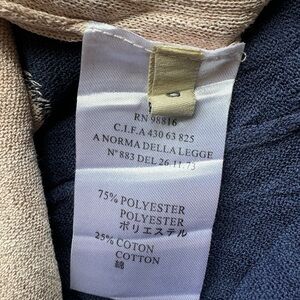 RN 98816
C.I.F.A 430 63 825
A NORMA DELLA LEGGE
N° 883 DEL 26.11.73
75% POLYESTER
POLYESTER
ポリエステル
25% COTON
COTTON
綿